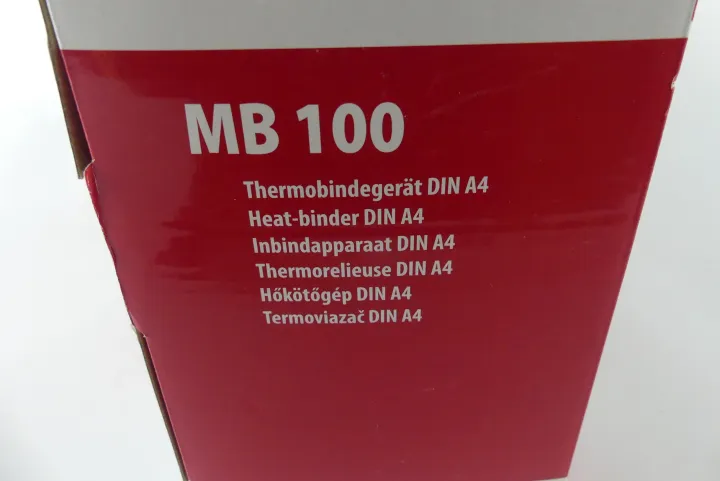 MB 100
Thermobindegerät DIN A4
Heat-binder DIN A4
Inbindapparaat DIN A4
Thermorelieuse DIN A4
Hőkötőgép DIN A4
Termoviazač DIN A4